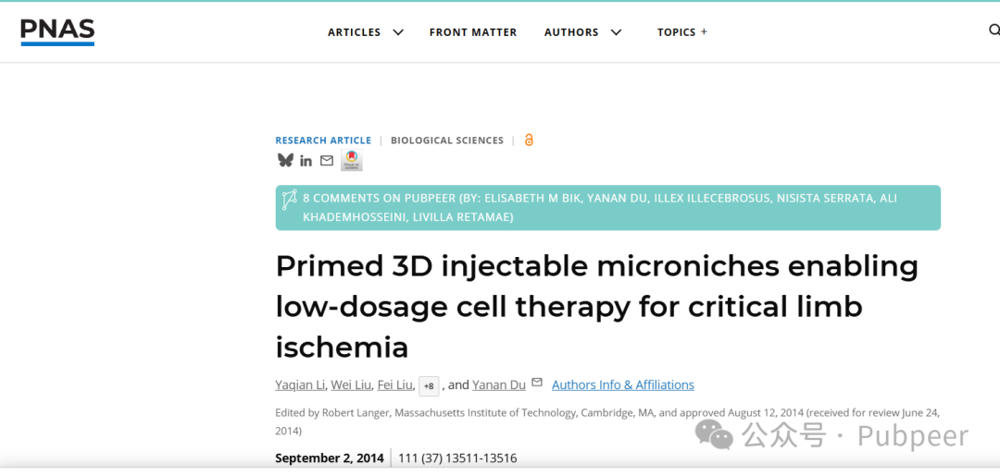 PNAS
ARTICLES FRONT MATTER AUTHORS TOPICS +
RESEARCH ARTICLE | BIOLOGICAL SCIENCES |
8 COMMENTS ON PUBPEER (BY: ELISABETH M BIK, YANAN DU, ILLEX ILLECEBROSUS, NISISTA SERRATA, ALI
KHADEMHOSSEINI, LIVILLA RETAMAE)
Primed 3D injectable microniches enabling
low-dosage cell therapy for critical limb
ischemia
Yaqian Li, Wei Liu, Fei Liu, +8 , and Yanan Du Authors Info & Affiliations
Edited by Robert Langer, Massachusetts Institute of Technology, Cambridge, MA, and approved August 12, 2014 (received for review June 24,
2014)
公众号 · Pubpeer
September 2, 2014 | 111 (37) 13511-13516